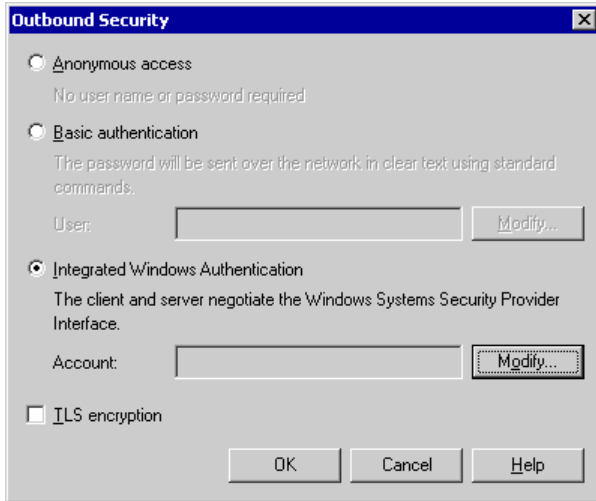 Outbound Security
Anonymous access
No user name or password required
Basic authentication
The password will be sent over the network in clear text using standard
commands.
User:
Modify...
Integrated Windows Authentication
The client and server negotiate the Windows Systems Security Provider
Interface.
Account:
Modify...
TLS encryption
OK
Cancel
Help